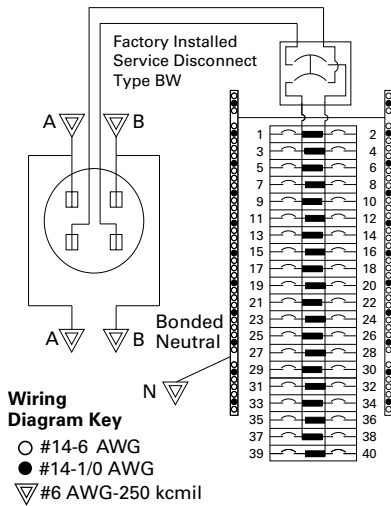 Factory Installed
Service Disconnect
Type BW
A B
1 2
3 4
5 6
7 8
9 10
11 12
13 14
15 16
17 18
19 20
21 22
23 24
25 26
27 28
29 30
31 32
33 34
35 36
37 38
39 40
A B
Bonded
Neutral
N
Wiring
Diagram Key
#14-6 AWG
#14-1/0 AWG
#6 AWG-250 kcmil